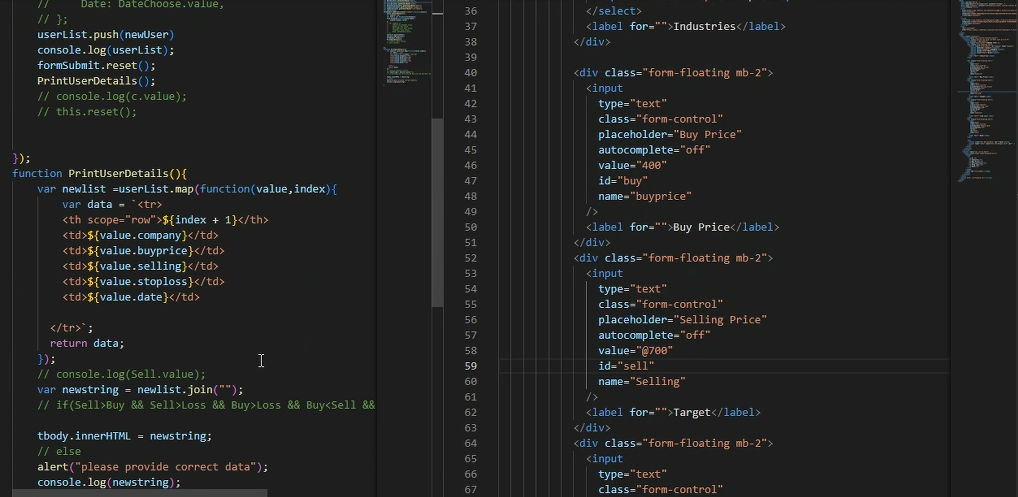 //     Date: DateChoose.value,
// };
userList.push(newUser)
console.log(userList);
formSubmit.reset();
PrintUserDetails();
// console.log(c.value);
// this.reset();
});
function PrintUserDetails(){
var newlist =userList.map(function(value,index){
var data = `<tr>
<th scope="row">${index + 1}</th>
<td>${value.company}</td>
<td>${value.buyprice}</td>
<td>${value.selling}</td>
<td>${value.stoploss}</td>
<td>${value.date}</td>
</tr>`;
return data;
});
// console.log(Sell.value);
var newstring = newlist.join("");
// if(Sell>Buy && Sell>Loss && Buy>Loss && Buy<Sell &&
tbody.innerHTML = newstring;
// else
alert("please provide correct data");
console.log(newstring);
36 </select>
37 <label for="">Industries</label>
38 </div>
39
40 <div class="form-floating mb-2">
41 <input
42 type="text"
43 class="form-control"
44 placeholder="Buy Price"
45 autocomplete="off"
46 value="400"
47 id="buy"
48 name="buyprice"
49 />
50 <label for="">Buy Price</label>
51 </div>
52 <div class="form-floating mb-2">
53 <input
54 type="text"
55 class="form-control"
56 placeholder="Selling Price"
57 autocomplete="off"
58 value="@700"
59 id="sell"
60 name="Selling"
61 />
62 <label for="">Target</label>
63 </div>
64 <div class="form-floating mb-2">
65 <input
66 type="text"
67 class="form-control"